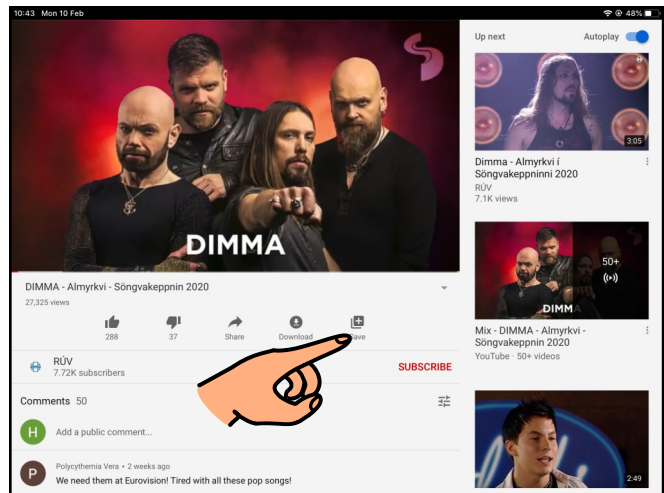 10:43 Mon 10 Feb
48%
DIMMA
DIMMA - Almyrkvi - Söngvakeppnin 2020
27,325 views
288
37
Share
Download
RÚV
7.72K subscribers
SUBSCRIBE
Comments 50
H
Add a public comment...
P
Polycythemia Vera • 2 weeks ago
We need them at Eurovision! Tired with all these pop songs!
Up next
Autoplay
3:05
Dimma - Almyrkvi í
Söngvakeppninni 2020
RÚV
7.1K views
50+
DIMMA
Mix - DIMMA - Almyrkvi -
Söngvakeppnin 2020
YouTube · 50+ videos
2:49